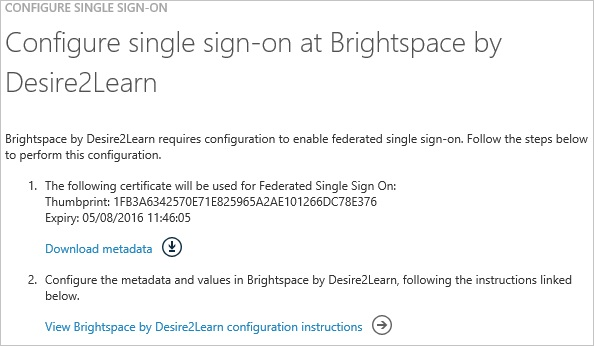 CONFIGURE SINGLE SIGN-ON
Configure single sign-on at Brightspace by
Desire2Learn
Brightspace by Desire2Learn requires configuration to enable federated single sign-on. Follow the steps below
to perform this configuration.
1. The following certificate will be used for Federated Single Sign On:
Thumbprint: 1FB3A6342570E71E825965A2AE101266DC78E376
Expiry: 05/08/2016 11:46:05
Download metadata
2. Configure the metadata and values in Brightspace by Desire2Learn, following the instructions linked
below.
View Brightspace by Desire2Learn configuration instructions